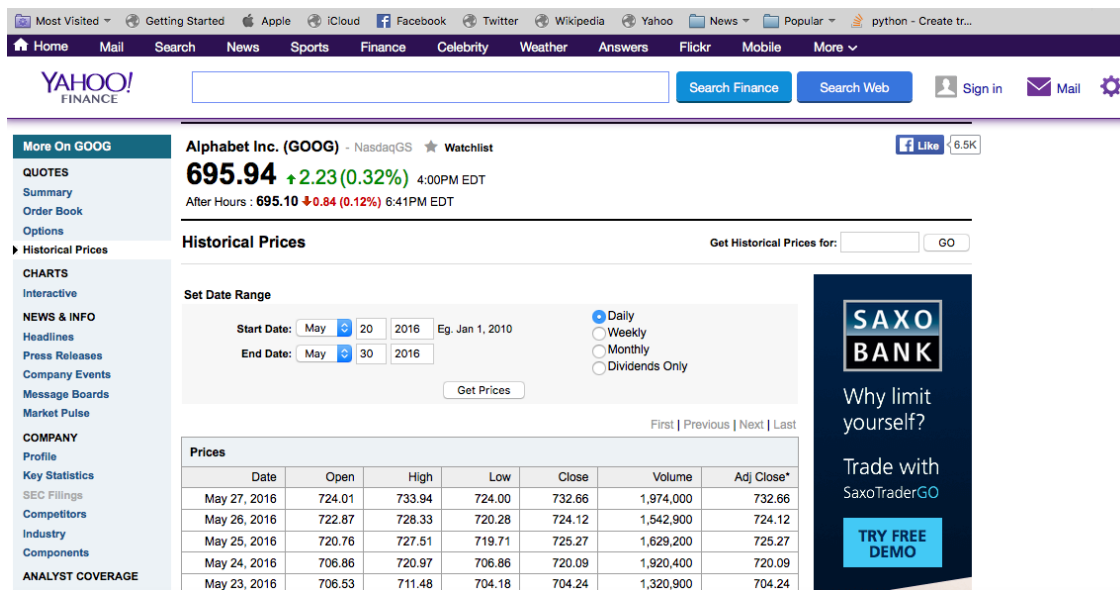 Most Visited Getting Started Apple iCloud Facebook Twitter Wikipedia Yahoo News Popular python - Create tr...
Home Mail Search News Sports Finance Celebrity Weather Answers Flickr Mobile More
YAHOO!
FINANCE
Search Finance Search Web Sign in Mail
More On GOOG
QUOTES
Summary
Order Book
Options
Historical Prices
CHARTS
Interactive
NEWS & INFO
Headlines
Press Releases
Company Events
Message Boards
Market Pulse
COMPANY
Profile
Key Statistics
SEC Filings
Competitors
Industry
Components
ANALYST COVERAGE
Alphabet Inc. (GOOG) - NasdaqGS Watchlist
Like 6.5K
695.94 2.23 (0.32%) 4:00PM EDT
After Hours : 695.10 0.84 (0.12%) 6:41PM EDT
Historical Prices Get Historical Prices for: GO
Set Date Range
Start Date: May 20 2016 Eg. Jan 1, 2010
End Date: May 30 2016
Daily
Weekly
Monthly
Dividends Only
Get Prices
First | Previous | Next | Last
Prices
Date Open High Low Close Volume Adj Close*
May 27, 2016 724.01 733.94 724.00 732.66 1,974,000 732.66
May 26, 2016 722.87 728.33 720.28 724.12 1,542,900 724.12
May 25, 2016 720.76 727.51 719.71 725.27 1,629,200 725.27
May 24, 2016 706.86 720.97 706.86 720.09 1,920,400 720.09
May 23, 2016 706.53 711.48 704.18 704.24 1,320,900 704.24
SAXO
BANK
Why limit
yourself?
Trade with
SaxoTraderGO
TRY FREE
DEMO